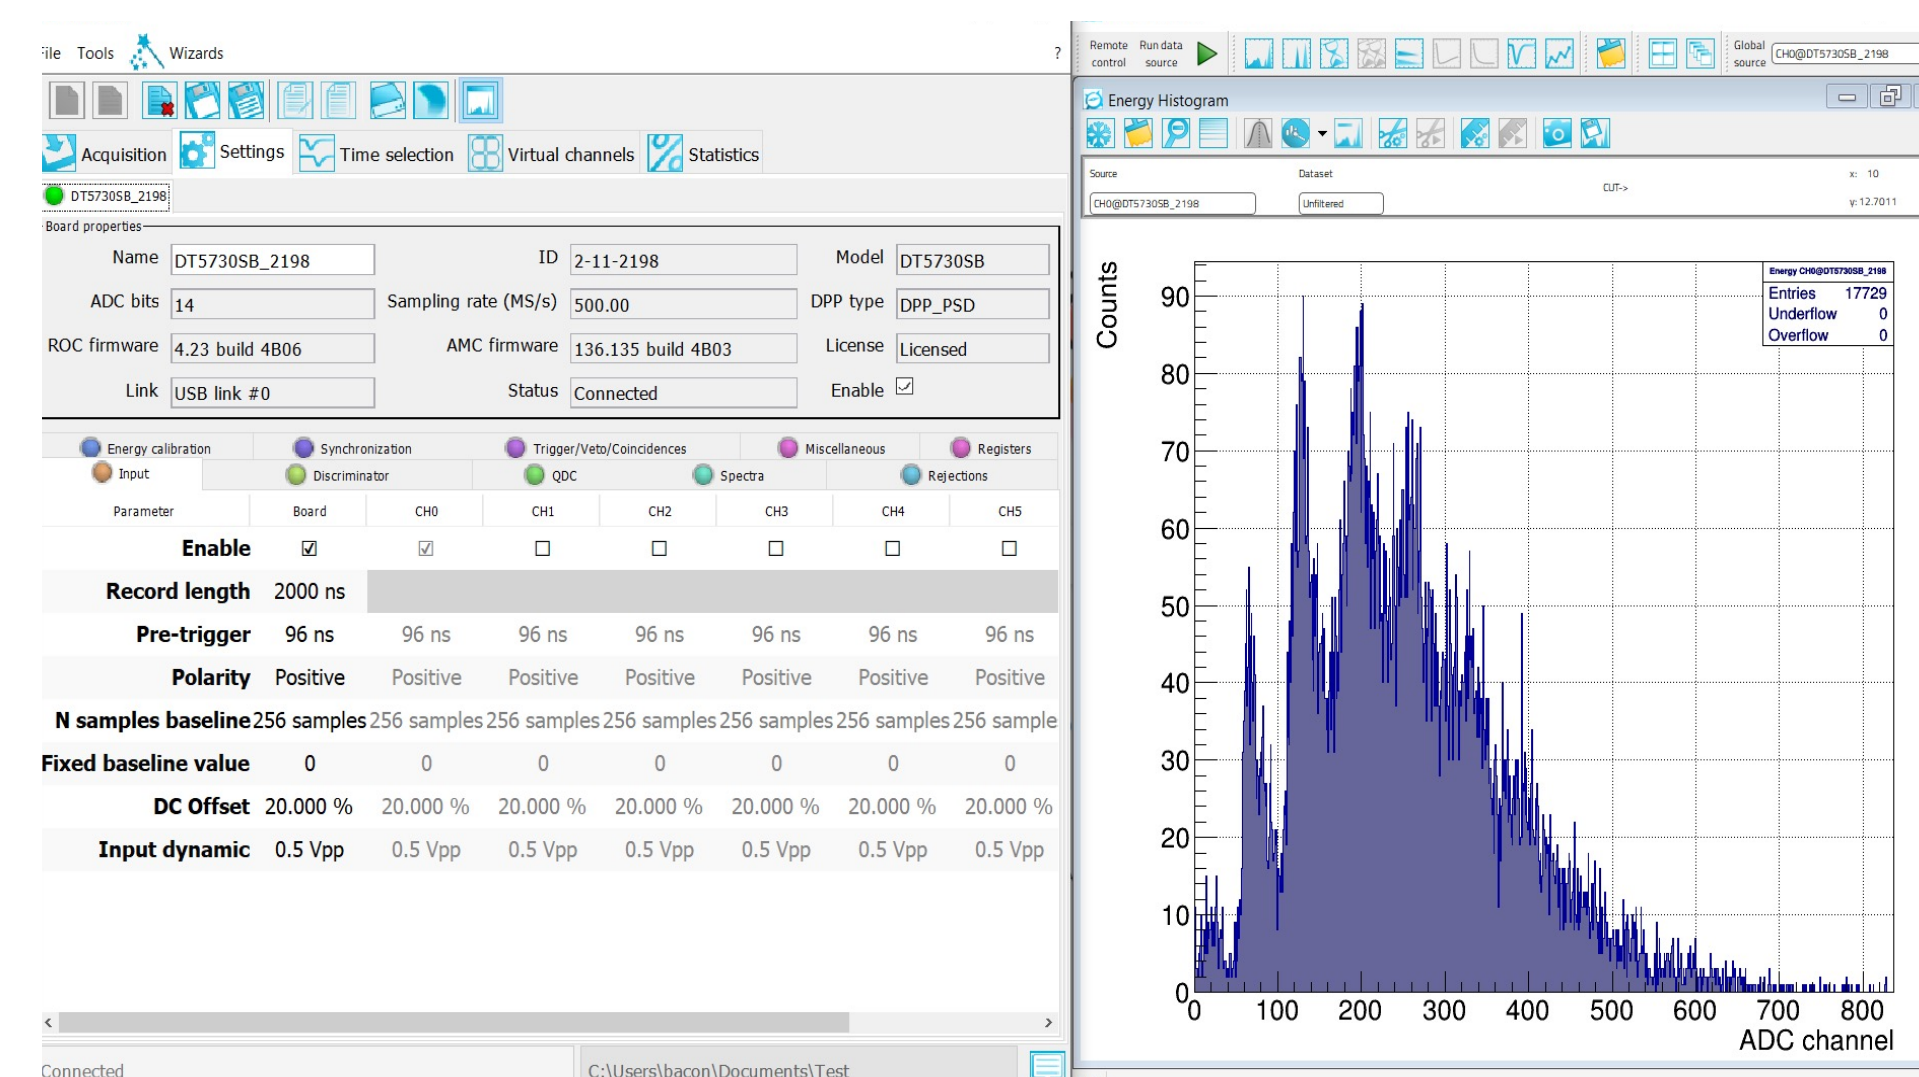 File Tools Wizards ?
Acquisition Settings Time selection Virtual channels Statistics
DT5730SB_2198
Board properties
Name DT5730SB_2198 ID 2-11-2198 Model DT5730SB
ADC bits 14 Sampling rate (MS/s) 500.00 DPP type DPP_PSD
ROC firmware 4.23 build 4B06 AMC firmware 136.135 build 4B03 License Licensed
Link USB link #0 Status Connected Enable
Energy calibration Synchronization Trigger/Veto/Coincidences Miscellaneous Registers
Input Discriminator QDC Spectra Rejections
Parameter Board CH0 CH1 CH2 CH3 CH4 CH5
Enable
Record length 2000 ns
Pre-trigger 96 ns 96 ns 96 ns 96 ns 96 ns 96 ns 96 ns
Polarity Positive Positive Positive Positive Positive Positive Positive
N samples baseline 256 samples 256 samples 256 samples 256 samples 256 samples 256 samples 256 sample
Fixed baseline value 0 0 0 0 0 0 0
DC Offset 20.000 % 20.000 % 20.000 % 20.000 % 20.000 % 20.000 % 20.000 %
Input dynamic 0.5 Vpp 0.5 Vpp 0.5 Vpp 0.5 Vpp 0.5 Vpp 0.5 Vpp 0.5 Vpp
< >
Connected C:\Users\bacon\Documents\Test
Remote control Run data source Global source CH0@DT5730SB_2198
Energy Histogram
Source Dataset CUT-> x: 10
CH0@DT5730SB_2198 Unfiltered y: 12.7011
Counts
Energy CH0@DT5730SB_2198
Entries 17729
Underflow 0
Overflow 0
90
80
70
60
50
40
30
20
10
0
0 100 200 300 400 500 600 700 800
ADC channel